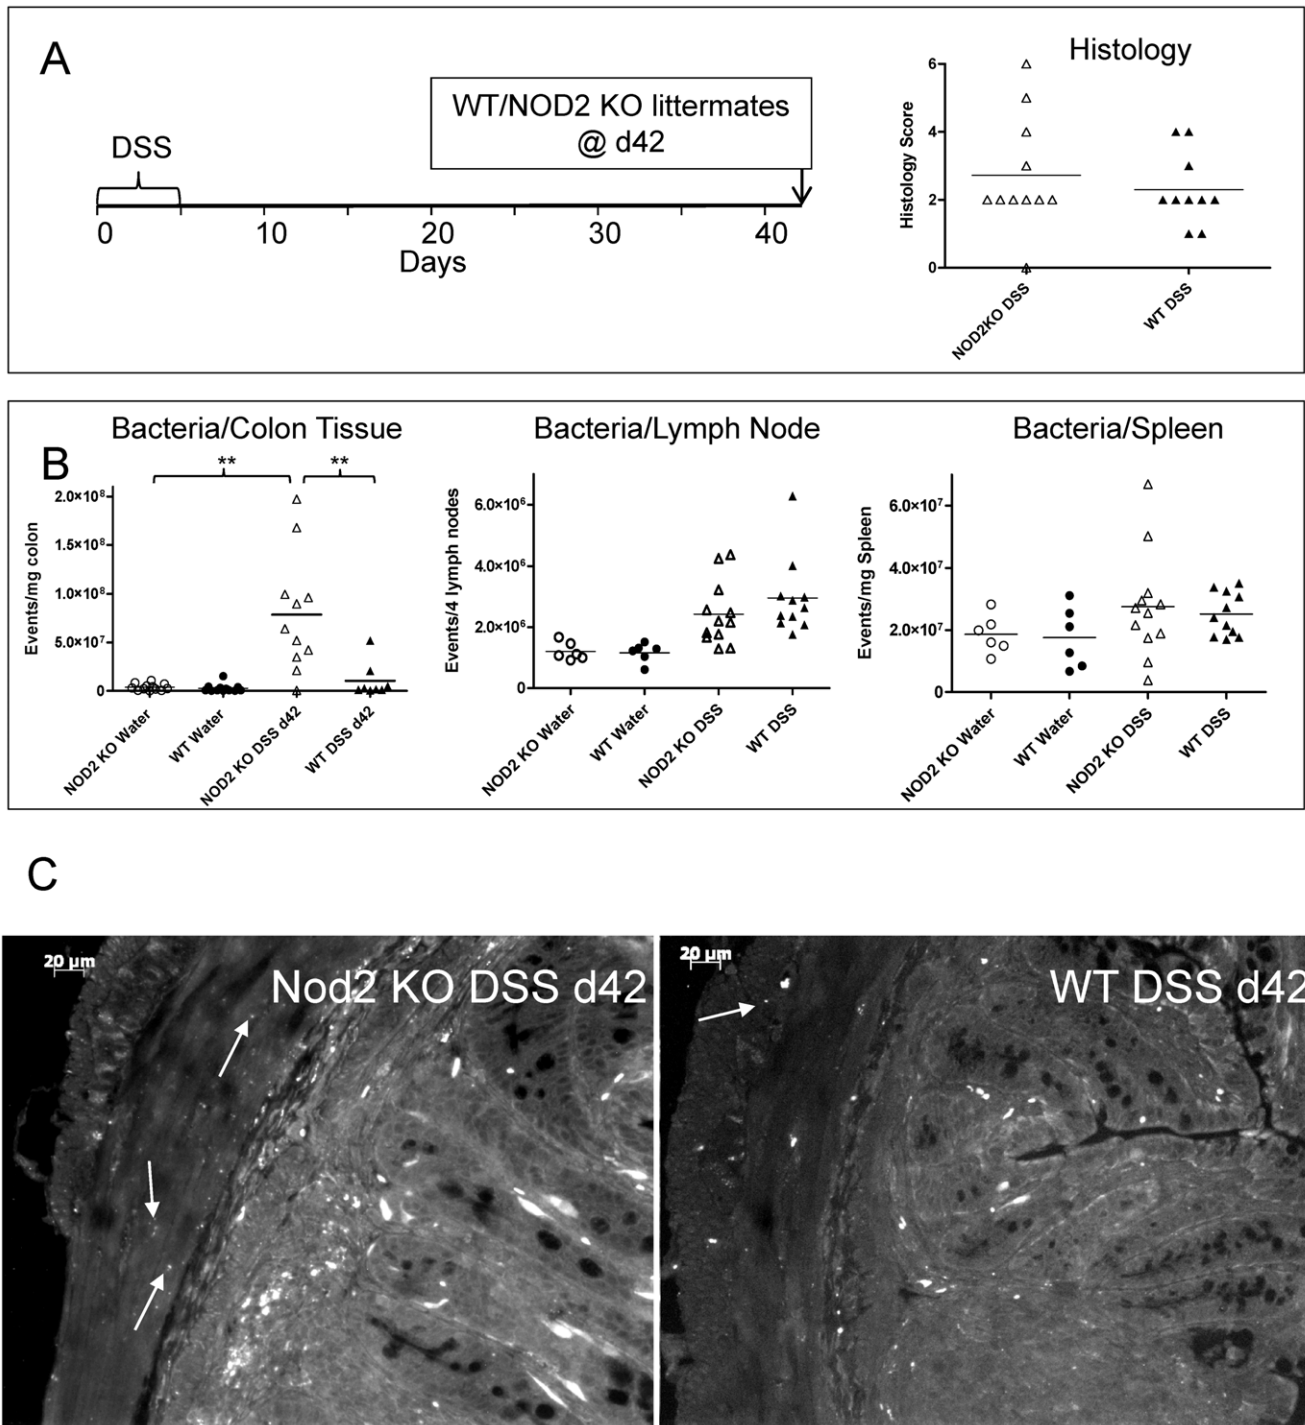 A
WT/NOD2 KO littermates
@ d42
DSS
0 10 20 30 40
Days
Histology
Histology Score
6
4
2
0
NOD2KO DSS
WT DSS
B
Bacteria/Colon Tissue
** **
Events/mg colon
2.0×10⁸
1.5×10⁸
1.0×10⁸
5.0×10⁷
0
NOD2 KO Water
WT Water
NOD2 KO DSS d42
WT DSS d42
Bacteria/Lymph Node
Events/4 lymph nodes
6.0×10⁶
4.0×10⁶
2.0×10⁶
0
NOD2 KO Water
WT Water
NOD2 KO DSS
WT DSS
Bacteria/Spleen
Events/mg Spleen
6.0×10⁷
4.0×10⁷
2.0×10⁷
0
NOD2 KO Water
WT Water
NOD2 KO DSS
WT DSS
C
20 µm
Nod2 KO DSS d42
20 µm
WT DSS d42